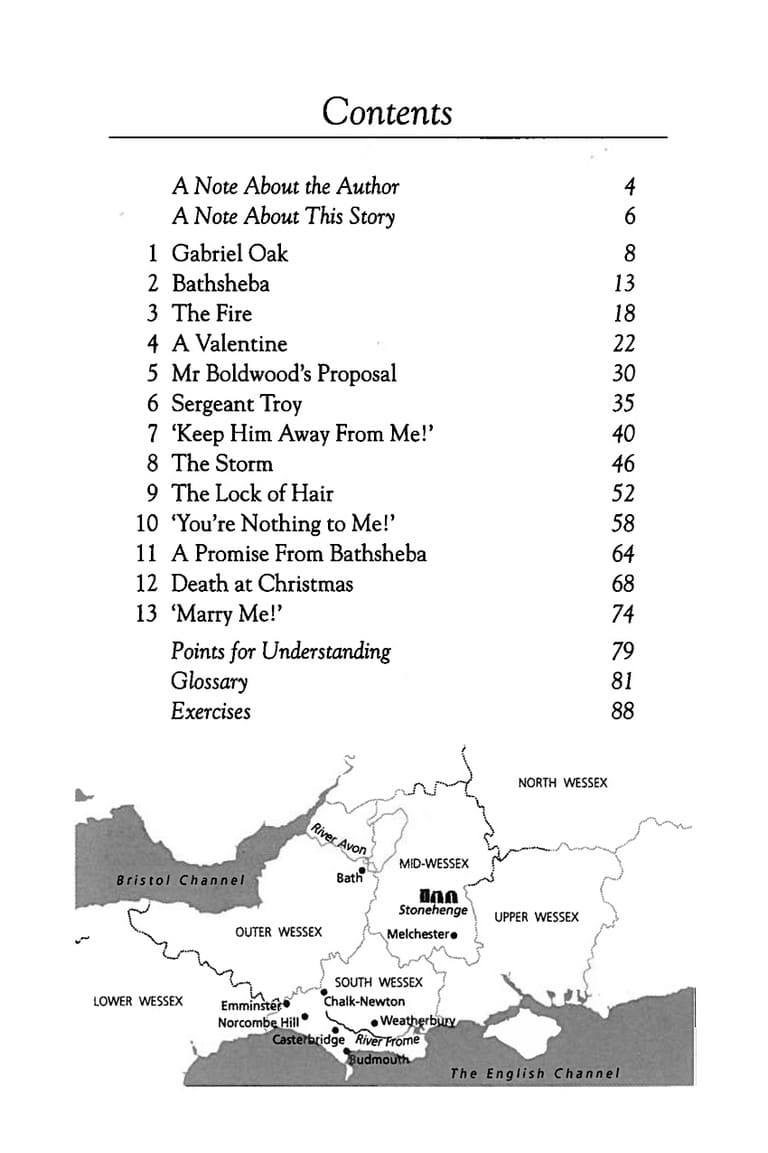 Contents
A Note About the Author 4
A Note About This Story 6
1 Gabriel Oak 8
2 Bathsheba 13
3 The Fire 18
4 A Valentine 22
5 Mr Boldwood's Proposal 30
6 Sergeant Troy 35
7 ‘Keep Him Away From Me!’ 40
8 The Storm 46
9 The Lock of Hair 52
10 ‘You're Nothing to Me!’ 58
11 A Promise From Bathsheba 64
12 Death at Christmas 68
13 ‘Marry Me!’ 74
Points for Understanding 79
Glossary 81
Exercises 88
NORTH WESSEX
River Avon
MID-WESSEX
Bristol Channel
Bath
Stonehenge
UPPER WESSEX
OUTER WESSEX
Melchester
SOUTH WESSEX
LOWER WESSEX
Emminster
Chalk-Newton
Norcombe Hill
Weatherbury
Casterbridge
River Frome
Budmouth
The English Channel